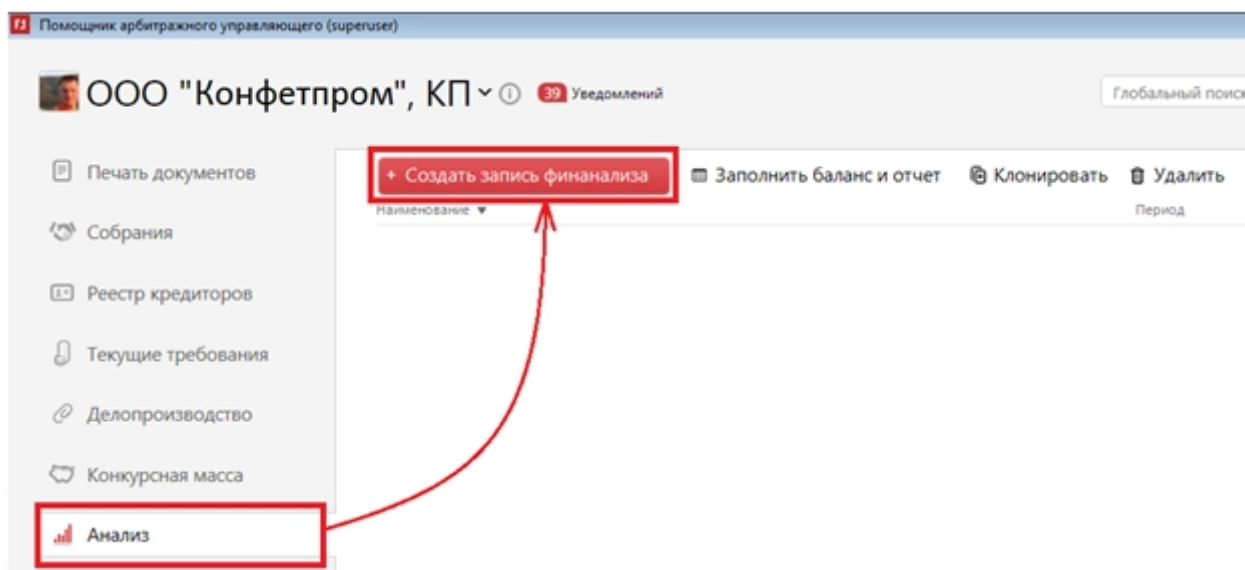 Помощник арбитражного управляющего (superuser)
ООО "Конфетпром", КП 39 Уведомлений
Глобальный поиск
Печать документов
+ Создать запись финанализа Заполнить баланс и отчет Клонировать Удалить
Наименование Период
Собрания
Реестр кредиторов
Текущие требования
Делопроизводство
Конкурсная масса
Анализ